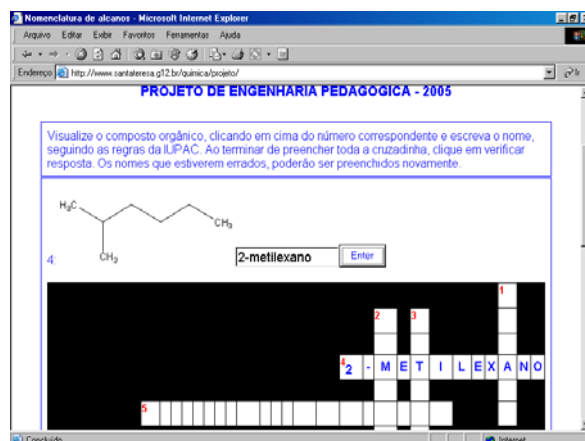 Nomenclatura de alcanos - Microsoft Internet Explorer
Arquivo Editar Exibir Favoritos Ferramentas Ajuda
Endereço http://www.santateresa.g12.br/quimica/projeto/
PROJETO DE ENGENHARIA PEDAGOGICA - 2005
Visualize o composto orgânico, clicando em cima do número correspondente e escreva o nome,
seguindo as regras da IUPAC. Ao terminar de preencher toda a cruzadinha, clique em verificar
resposta. Os nomes que estiverem errados, poderão ser preenchidos novamente.
H3C
CH3
4: CH3 2-metilexano Enter
1
2 3
4 2 - M E T I L E X A N O
5
Concluído Internet